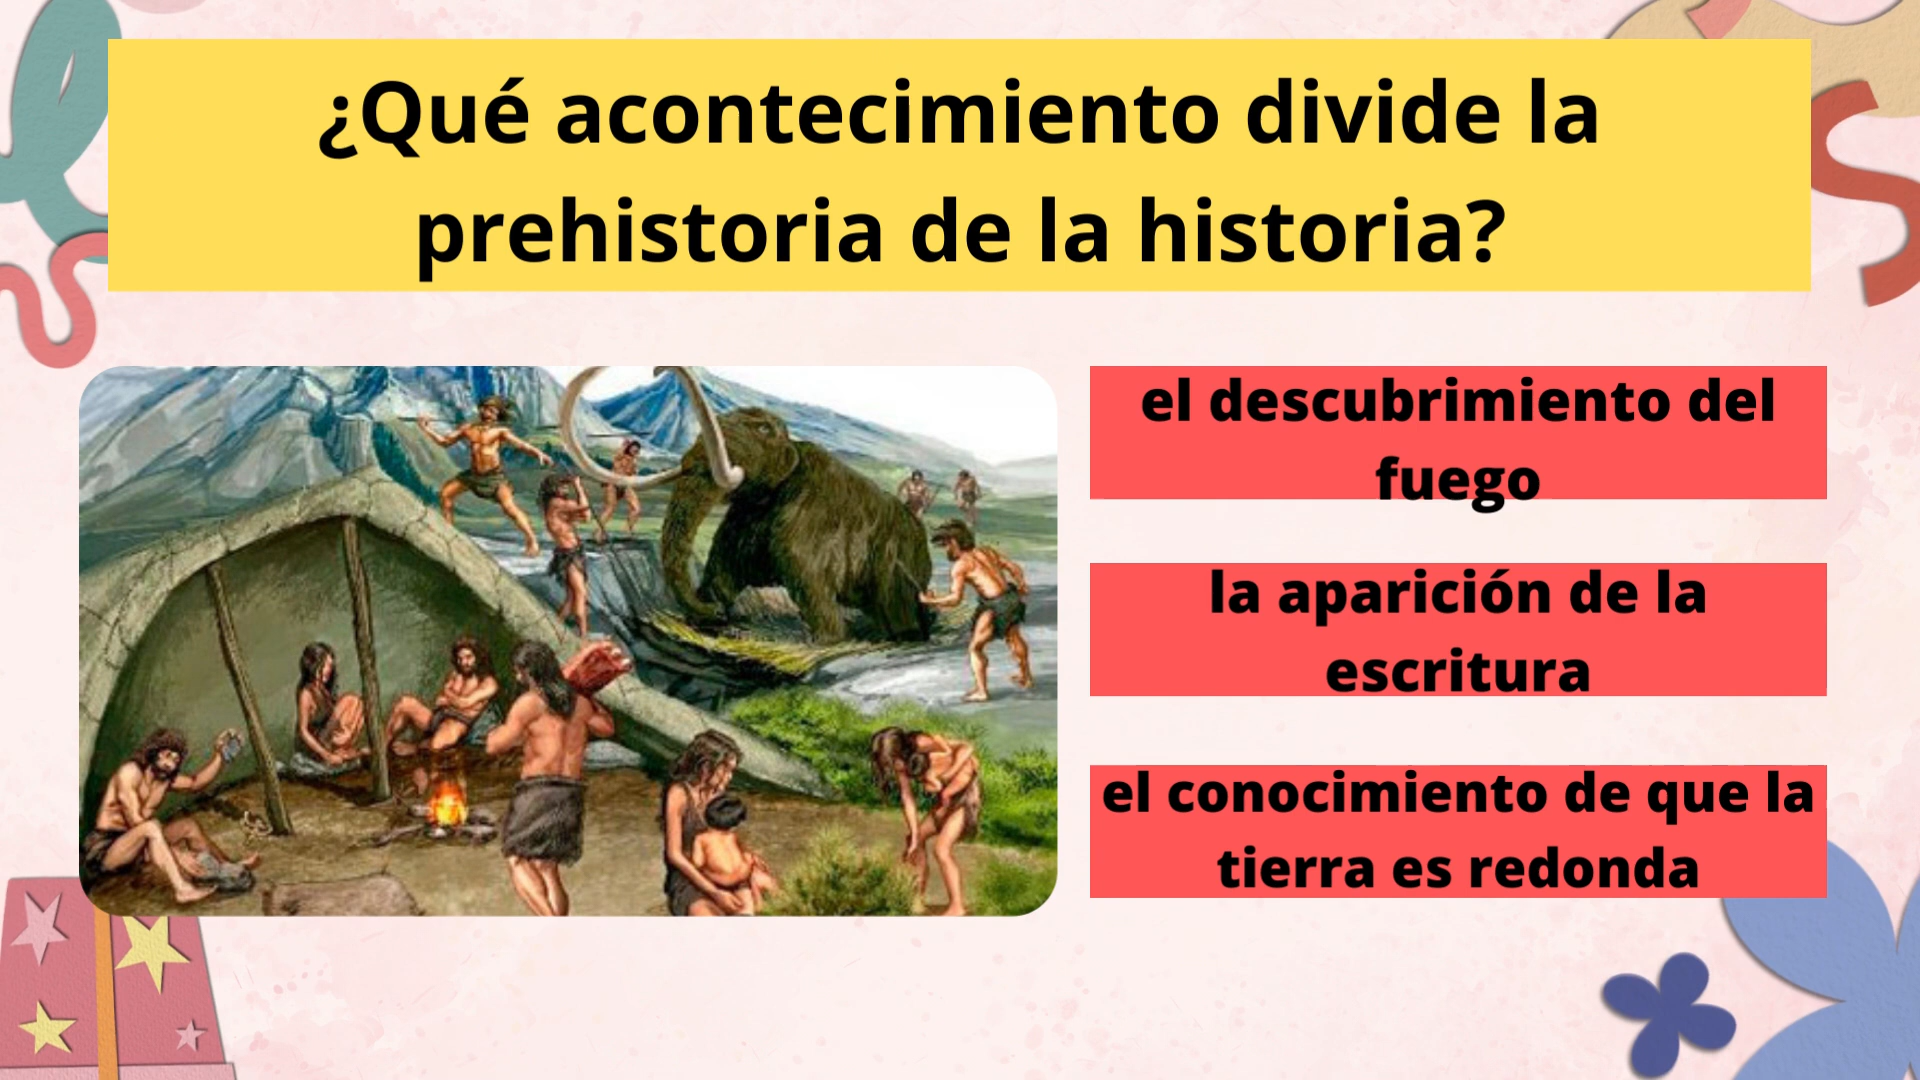 ¿Qué acontecimiento divide la
prehistoria de la historia?
el descubrimiento del
fuego
la aparición de la
escritura
el conocimiento de que la
tierra es redonda